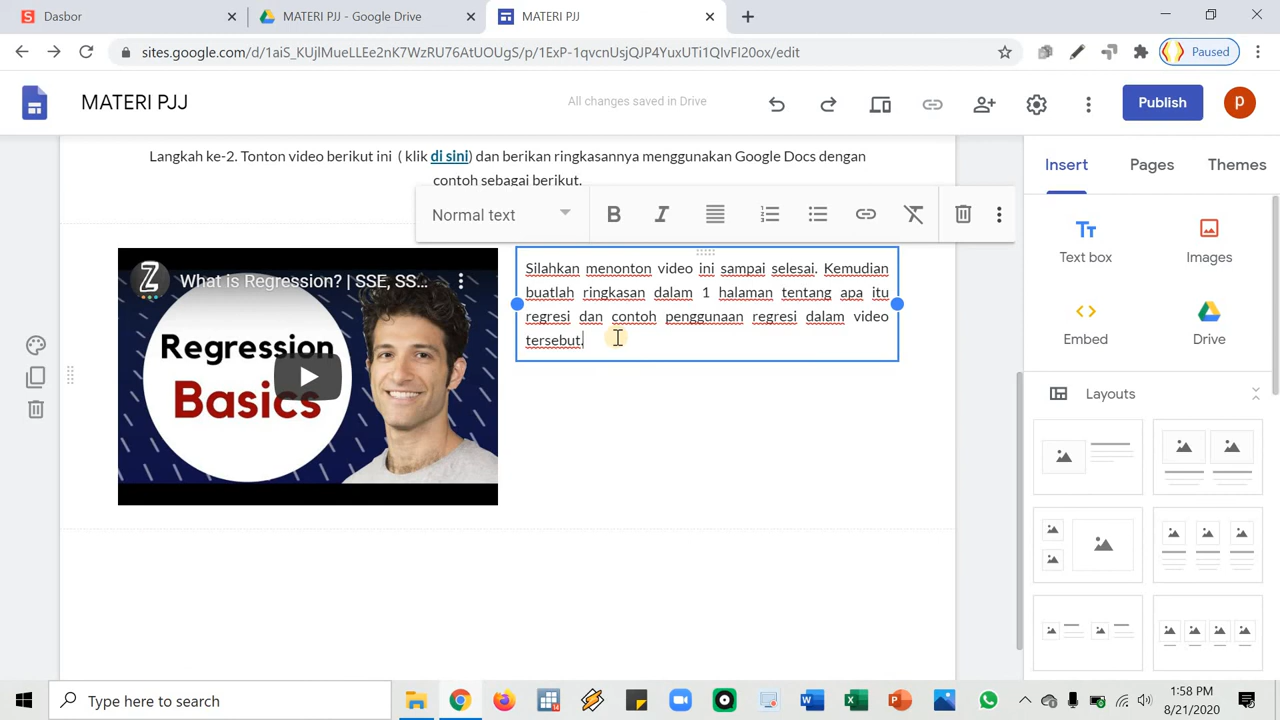 Dasbor
MATERI PJJ - Google Drive
MATERI PJJ
sites.google.com/d/1aiS_KUjlMueLLEe2nK7WzRU76AtUOUgS/p/1ExP-1qvcnUsjQJP4YuxUTi1QIvFI20ox/edit
Paused
MATERI PJJ
All changes saved in Drive
Publish
p
Langkah ke-2. Tonton video berikut ini ( klik di sini) dan berikan ringkasannya menggunakan Google Docs dengan
contoh sebagai berikut.
Insert
Pages
Themes
Normal text
B
I
What is Regression? | SSE, SS...
Z
Regression
Basics
Silahkan menonton video ini sampai selesai. Kemudian
buatlah ringkasan dalam 1 halaman tentang apa itu
regresi dan contoh penggunaan regresi dalam video
tersebut.
Tт
Text box
Images
Embed
Drive
Layouts
Type here to search
1:58 PM
8/21/2020